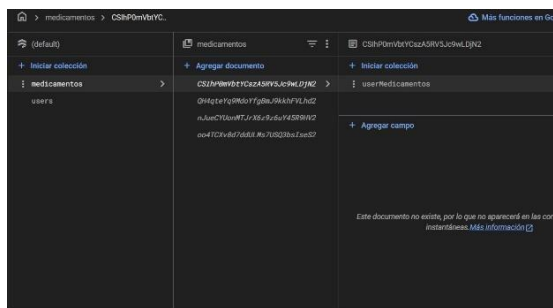 medicamentos > CSIhP0mVbtYC..
Más funciones en Go
(default)
medicamentos
CSIhP0mVbtYCszA5RV5Jc9wLDjN2
+ Iniciar colección
+ Agregar documento
+ Iniciar colección
medicamentos
CSIhP0mVbtYCszA5RV5Jc9wLDjN2
userMedicamentos
users
+ Agregar campo
Este documento no existe, por lo que no aparecerá en las con
instantáneas. Más información